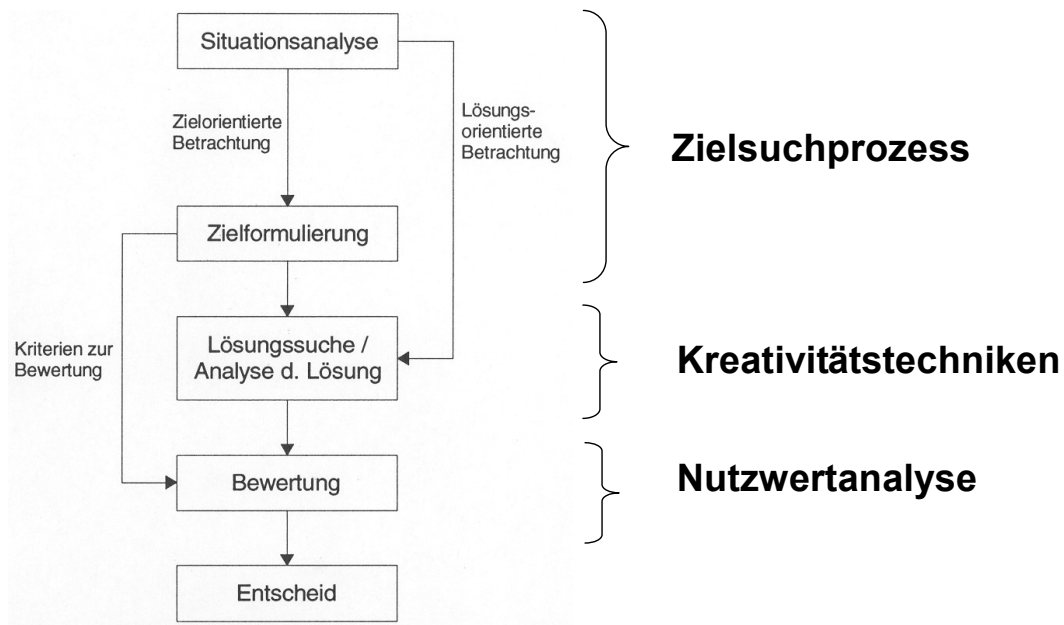 Situationsanalyse
Zielorientierte
Betrachtung
Lösungs-
orientierte
Betrachtung
Zielsuchprozess
Zielformulierung
Kriterien zur
Bewertung
Lösungssuche /
Analyse d. Lösung
Kreativitätstechniken
Bewertung
Nutzwertanalyse
Entscheid